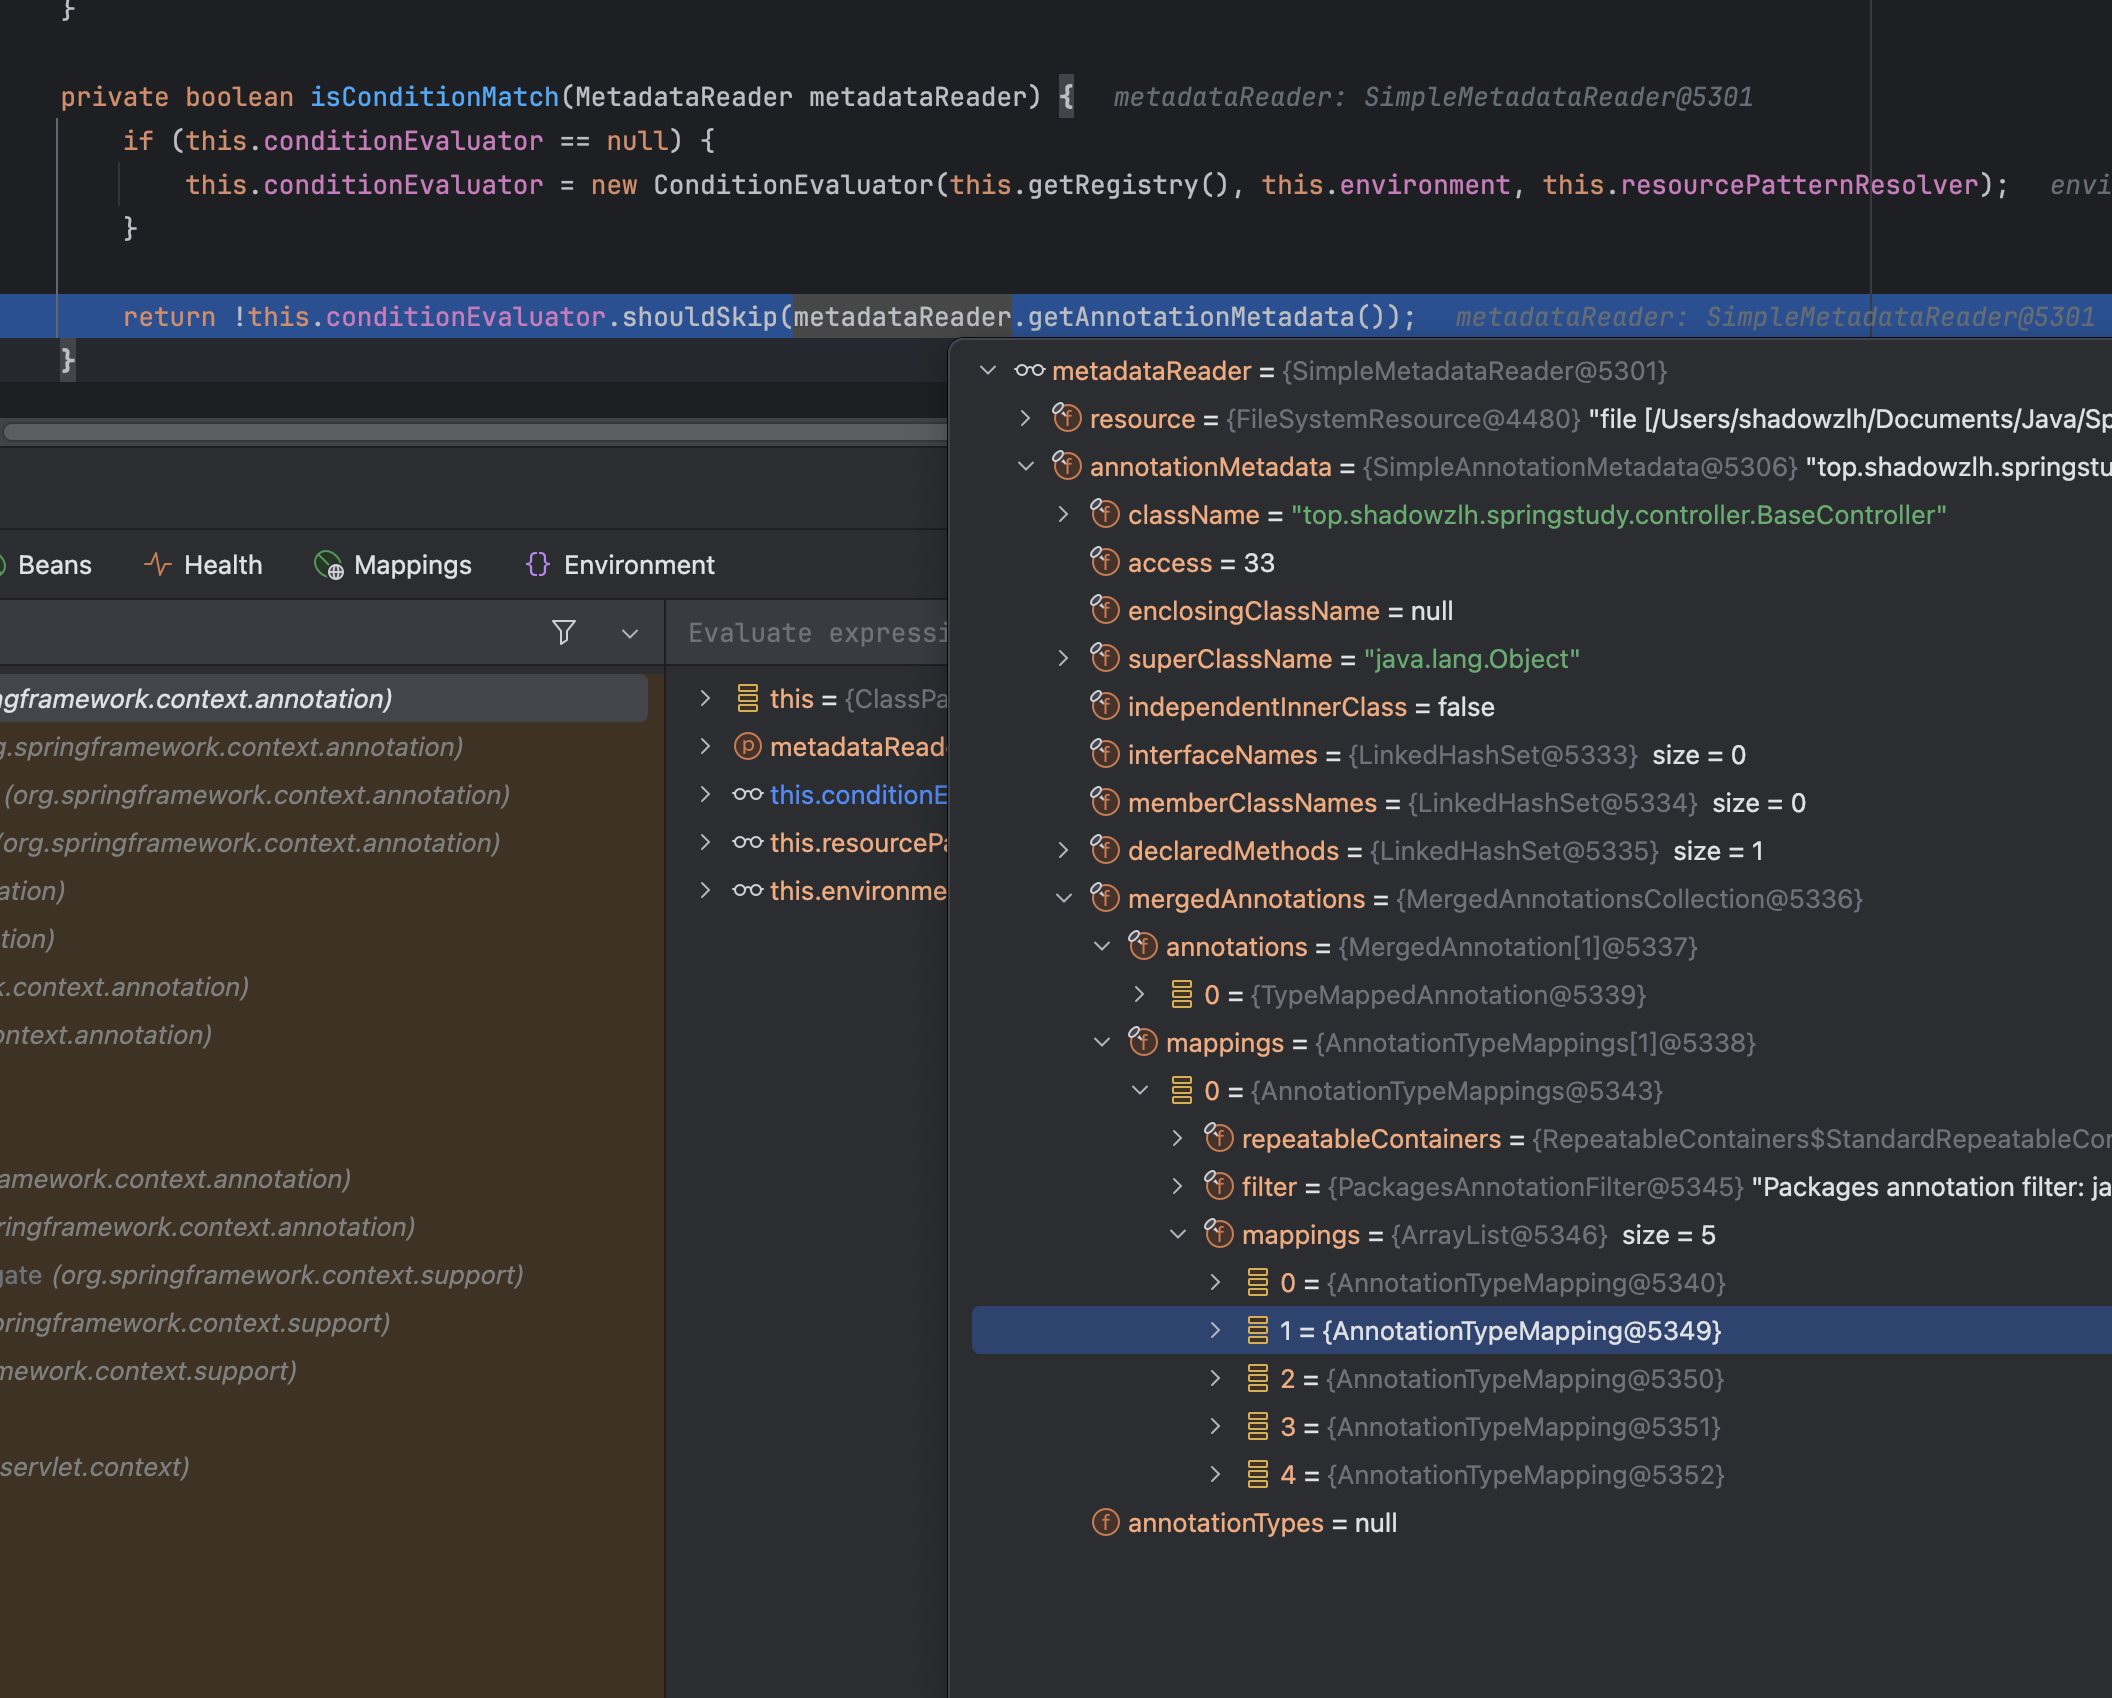 }
private boolean isConditionMatch(MetadataReader metadataReader) { metadataReader: SimpleMetadataReader@5301
if (this.conditionEvaluator == null) {
this.conditionEvaluator = new ConditionEvaluator(this.getRegistry(), this.environment, this.resourcePatternResolver); envi
}
return !this.conditionEvaluator.shouldSkip(metadataReader.getAnnotationMetadata()); metadataReader: SimpleMetadataReader@5301
}
Beans Health Mappings Environment
Evaluate expressi
ngframework.context.annotation)
g.springframework.context.annotation)
(org.springframework.context.annotation)
(org.springframework.context.annotation)
ation)
tion)
k.context.annotation)
ontext.annotation)
amework.context.annotation)
ringframework.context.annotation)
gate (org.springframework.context.support)
pringframework.context.support)
mework.context.support)
servlet.context)
this = {ClassPa
metadataReade
this.conditionE
this.resourcePa
this.environme
metadataReader = {SimpleMetadataReader@5301}
resource = {FileSystemResource@4480} "file [/Users/shadowzlh/Documents/Java/Sp
annotationMetadata = {SimpleAnnotationMetadata@5306} "top.shadowzlh.springstu
className = "top.shadowzlh.springstudy.controller.BaseController"
access = 33
enclosingClassName = null
superClassName = "java.lang.Object"
independentInnerClass = false
interfaceNames = {LinkedHashSet@5333} size = 0
memberClassNames = {LinkedHashSet@5334} size = 0
declaredMethods = {LinkedHashSet@5335} size = 1
mergedAnnotations = {MergedAnnotationsCollection@5336}
annotations = {MergedAnnotation[1]@5337}
0 = {TypeMappedAnnotation@5339}
mappings = {AnnotationTypeMappings[1]@5338}
0 = {AnnotationTypeMappings@5343}
repeatableContainers = {RepeatableContainers$StandardRepeatableCon
filter = {PackagesAnnotationFilter@5345} "Packages annotation filter: ja
mappings = {ArrayList@5346} size = 5
0 = {AnnotationTypeMapping@5340}
1 = {AnnotationTypeMapping@5349}
2 = {AnnotationTypeMapping@5350}
3 = {AnnotationTypeMapping@5351}
4 = {AnnotationTypeMapping@5352}
annotationTypes = null